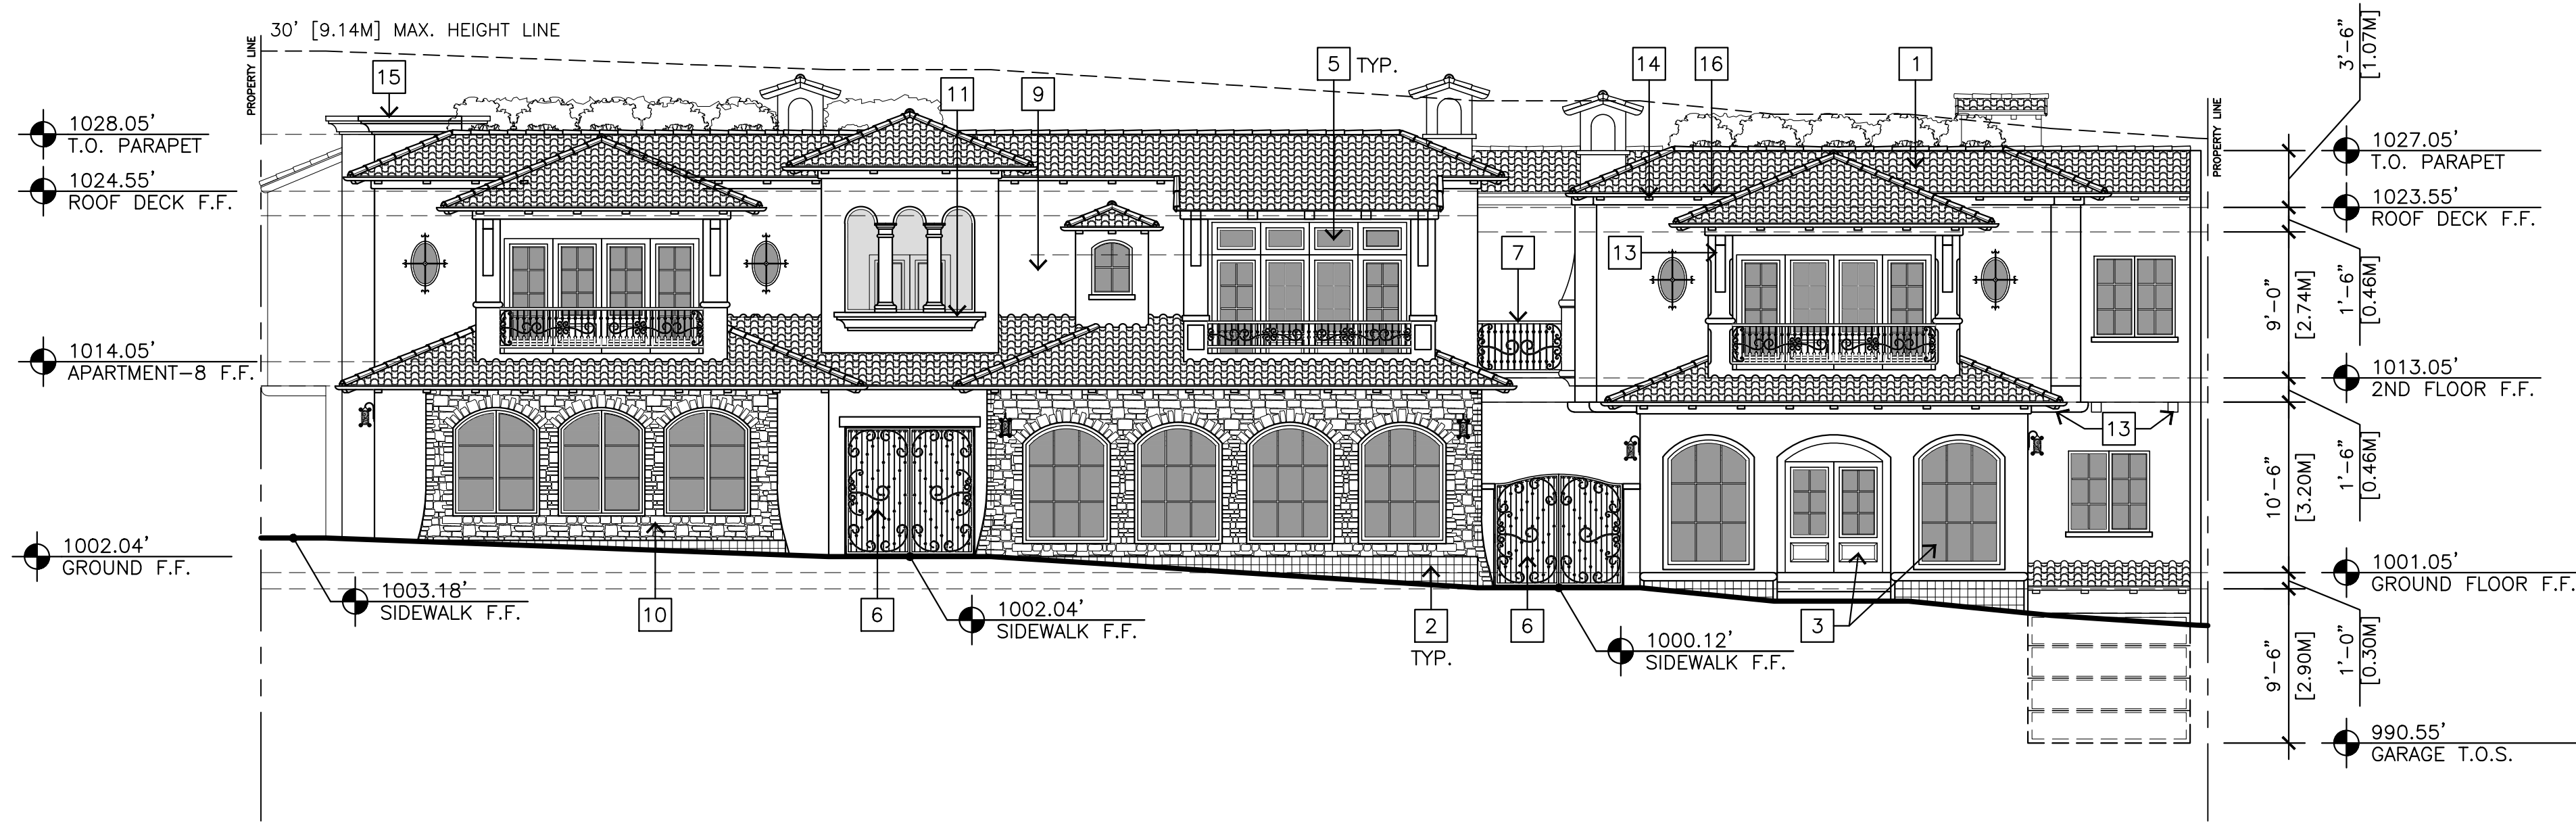 30' [9.14M] MAX. HEIGHT LINE
PROPERTY LINE
15
11
9
5 TYP.
14
16
1
3'-6"
[1.07M]
PROPERTY LINE
1028.05'
T.O. PARAPET
1024.55'
ROOF DECK F.F.
1014.05'
APARTMENT-8 F.F.
1002.04'
GROUND F.F.
7
13
13
1003.18'
SIDEWALK F.F.
10
6
1002.04'
SIDEWALK F.F.
2
TYP.
6
1000.12'
SIDEWALK F.F.
3
9'-0"
[2.74M]
1'-6"
[0.46M]
10'-6"
[3.20M]
1'-6"
[0.46M]
9'-6"
[2.90M]
1'-0"
[0.30M]
1027.05'
T.O. PARAPET
1023.55'
ROOF DECK F.F.
1013.05'
2ND FLOOR F.F.
1001.05'
GROUND FLOOR F.F.
990.55'
GARAGE T.O.S.